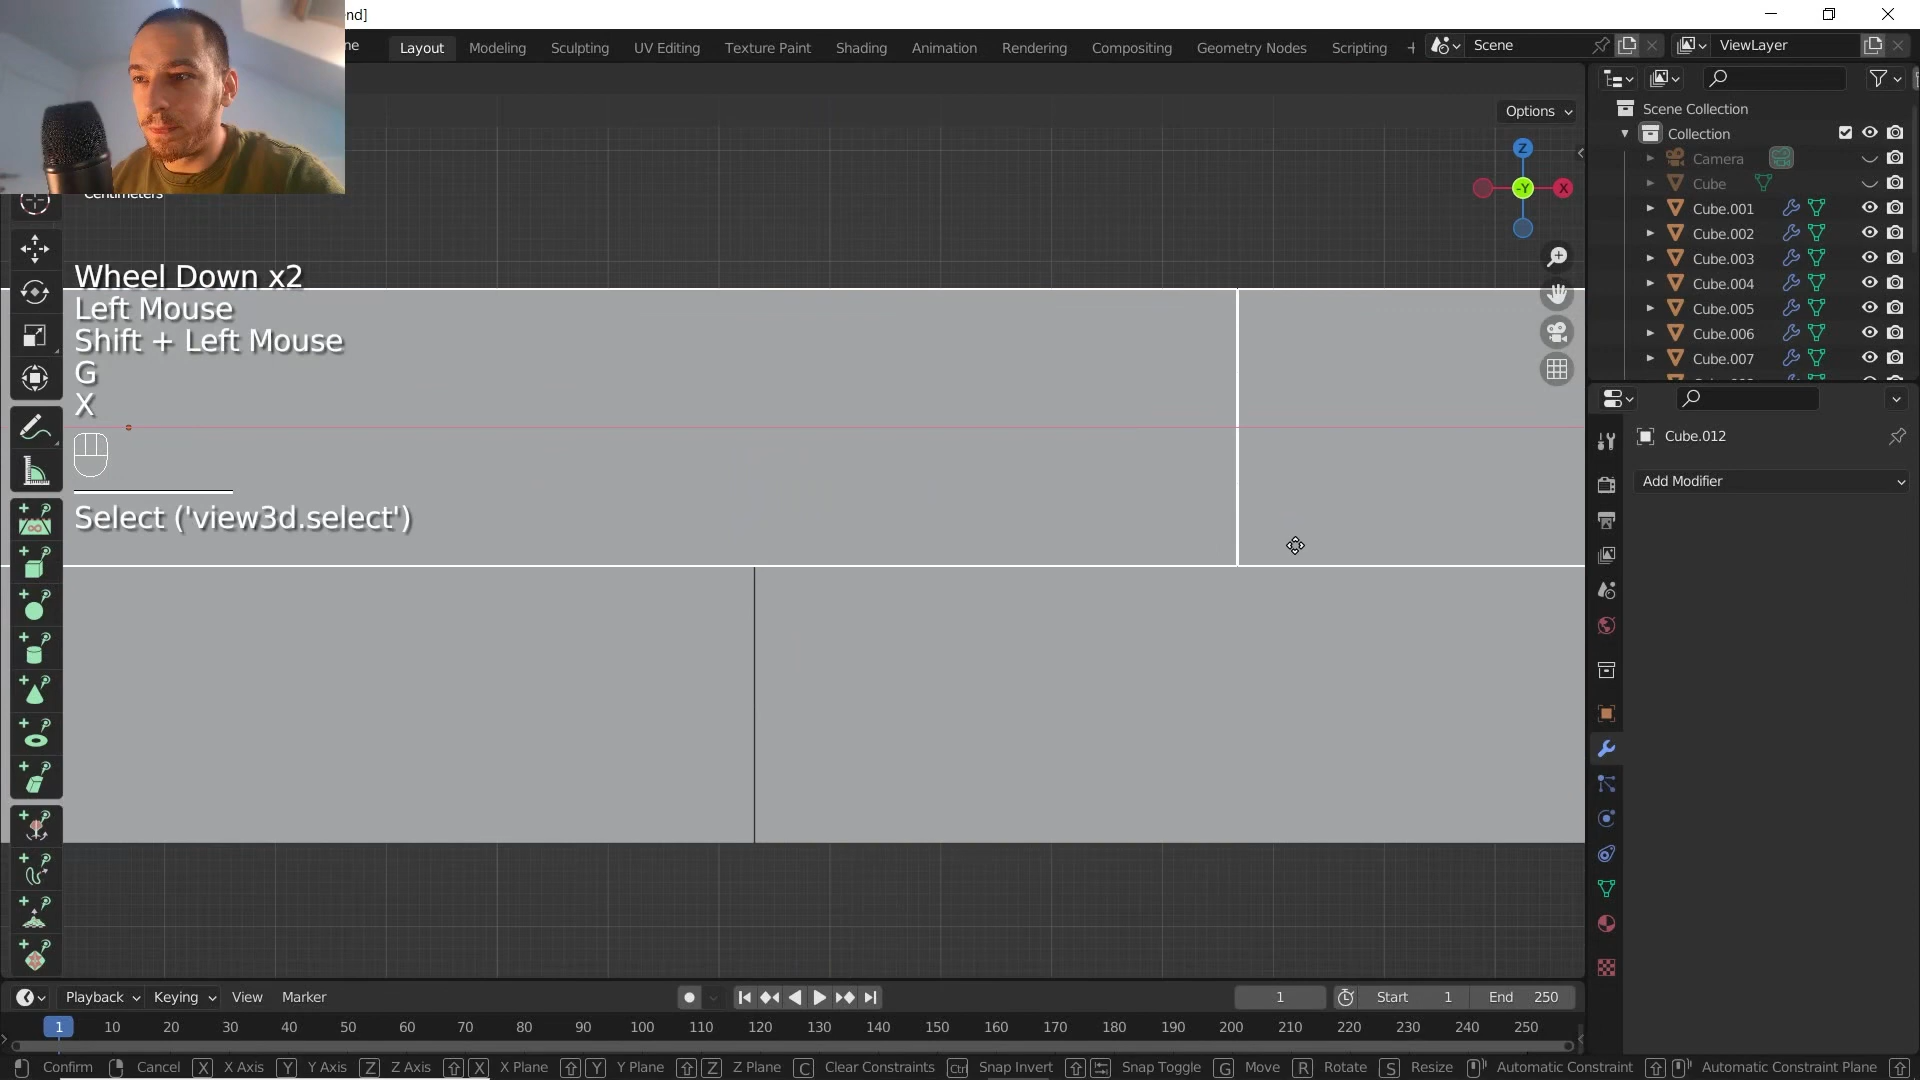 end]
ne
Layout
Modeling
Sculpting
UV Editing
Texture Paint
Shading
Animation
Rendering
Compositing
Geometry Nodes
Scripting
+
Scene
ViewLayer
Options
Scene Collection
Collection
Camera
Cube
Cube.001
Cube.002
Cube.003
Cube.004
Cube.005
Cube.006
Cube.007
Z
-Y
X
Centimeters
Wheel Down x2
Left Mouse
Shift + Left Mouse
G
X
Select ('view3d.select')
Cube.012
Add Modifier
Playback
Keying
View
Marker
1
Start 1
End 250
1 10 20 30 40 50 60 70 80 90 100 110 120 130 140 150 160 170 180 190 200 210 220 230 240 250
Confirm Cancel X X Axis Y Y Axis Z Z Axis X X Plane Y Y Plane Z Z Plane C Clear Constraints Ctrl Snap Invert Snap Toggle G Move R Rotate S Resize Automatic Constraint Automatic Constraint Plane